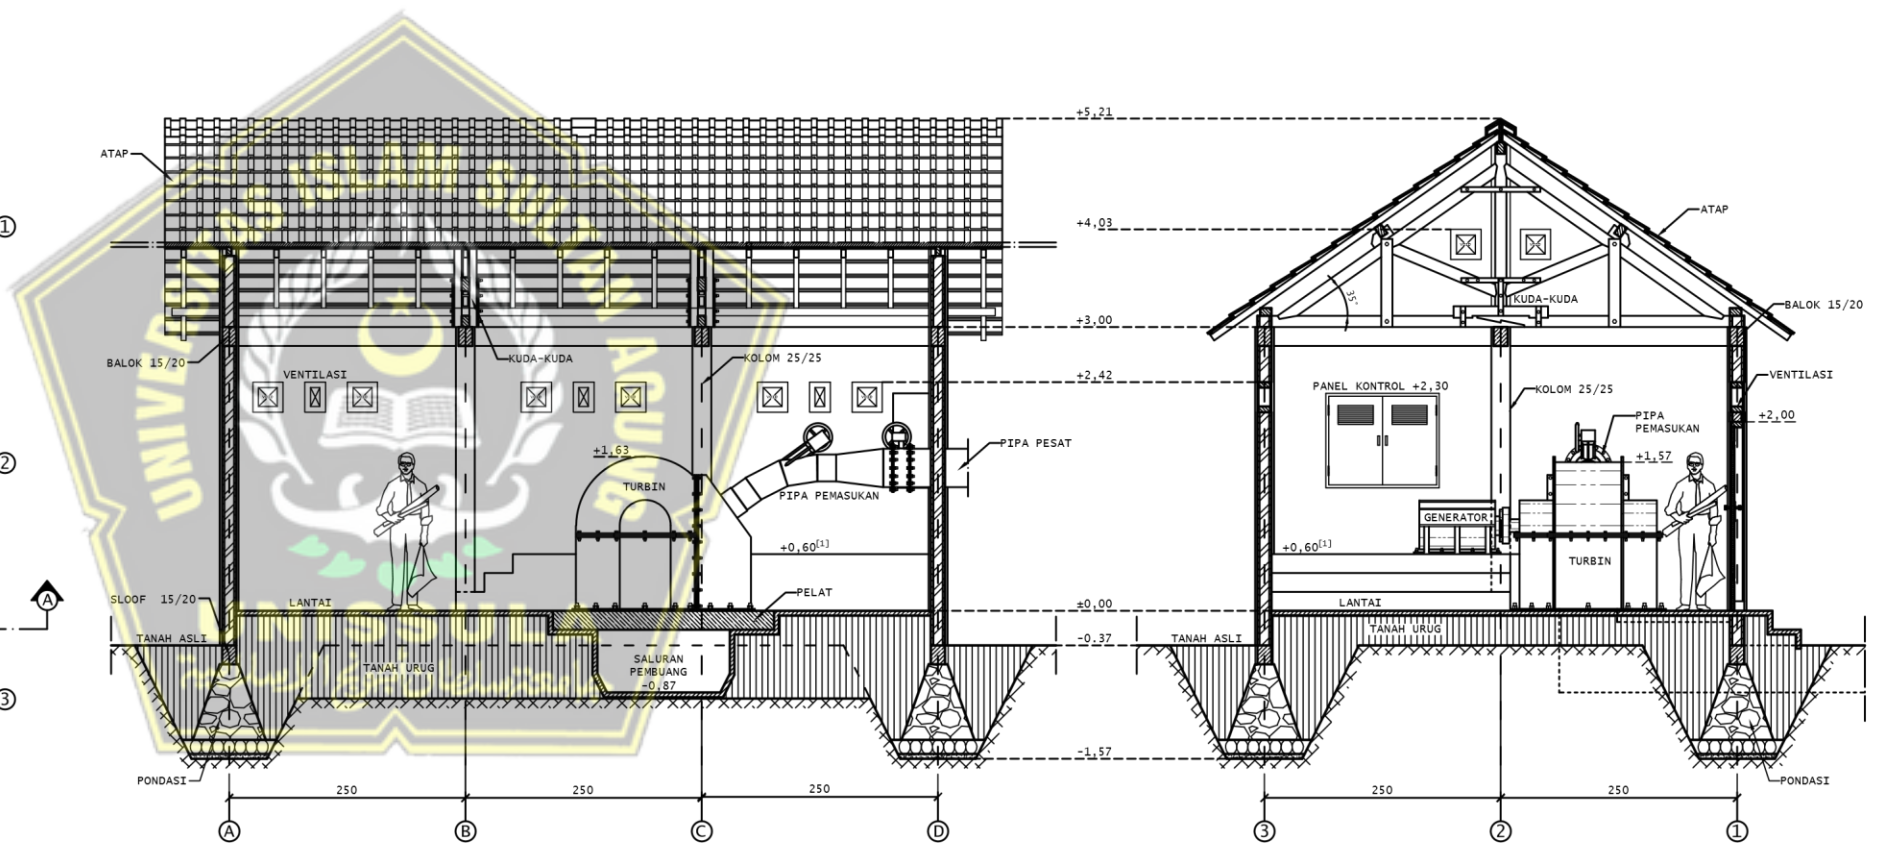 +5,21
ATAP
ATAP
1
+4,03
35°
KUDA-KUDA
BALOK 15/20
+3,00
BALOK 15/20
KUDA-KUDA
KOLOM 25/25
VENTILASI
+2,42
PANEL KONTROL +2,30
KOLOM 25/25
VENTILASI
PIPA
PEMASUKAN
+2,00
2
+1,63
PIPA PESAT
+1,57
TURBIN
PIPA PEMASUKAN
GENERATOR
+0,60[1]
+0,60[1]
TURBIN
PELAT
A
SLOOF 15/20
LANTAI
±0,00
LANTAI
TANAH ASLI
-0.37
TANAH ASLI
TANAH URUG
TANAH URUG
SALURAN
PEMBUANG
-0,87
3
-1,57
PONDASI
PONDASI
250
250
250
250
250
A
B
C
D
3
2
1
UNIVERSITAS ISLAM SULTAN AGUNG
UNISSULA